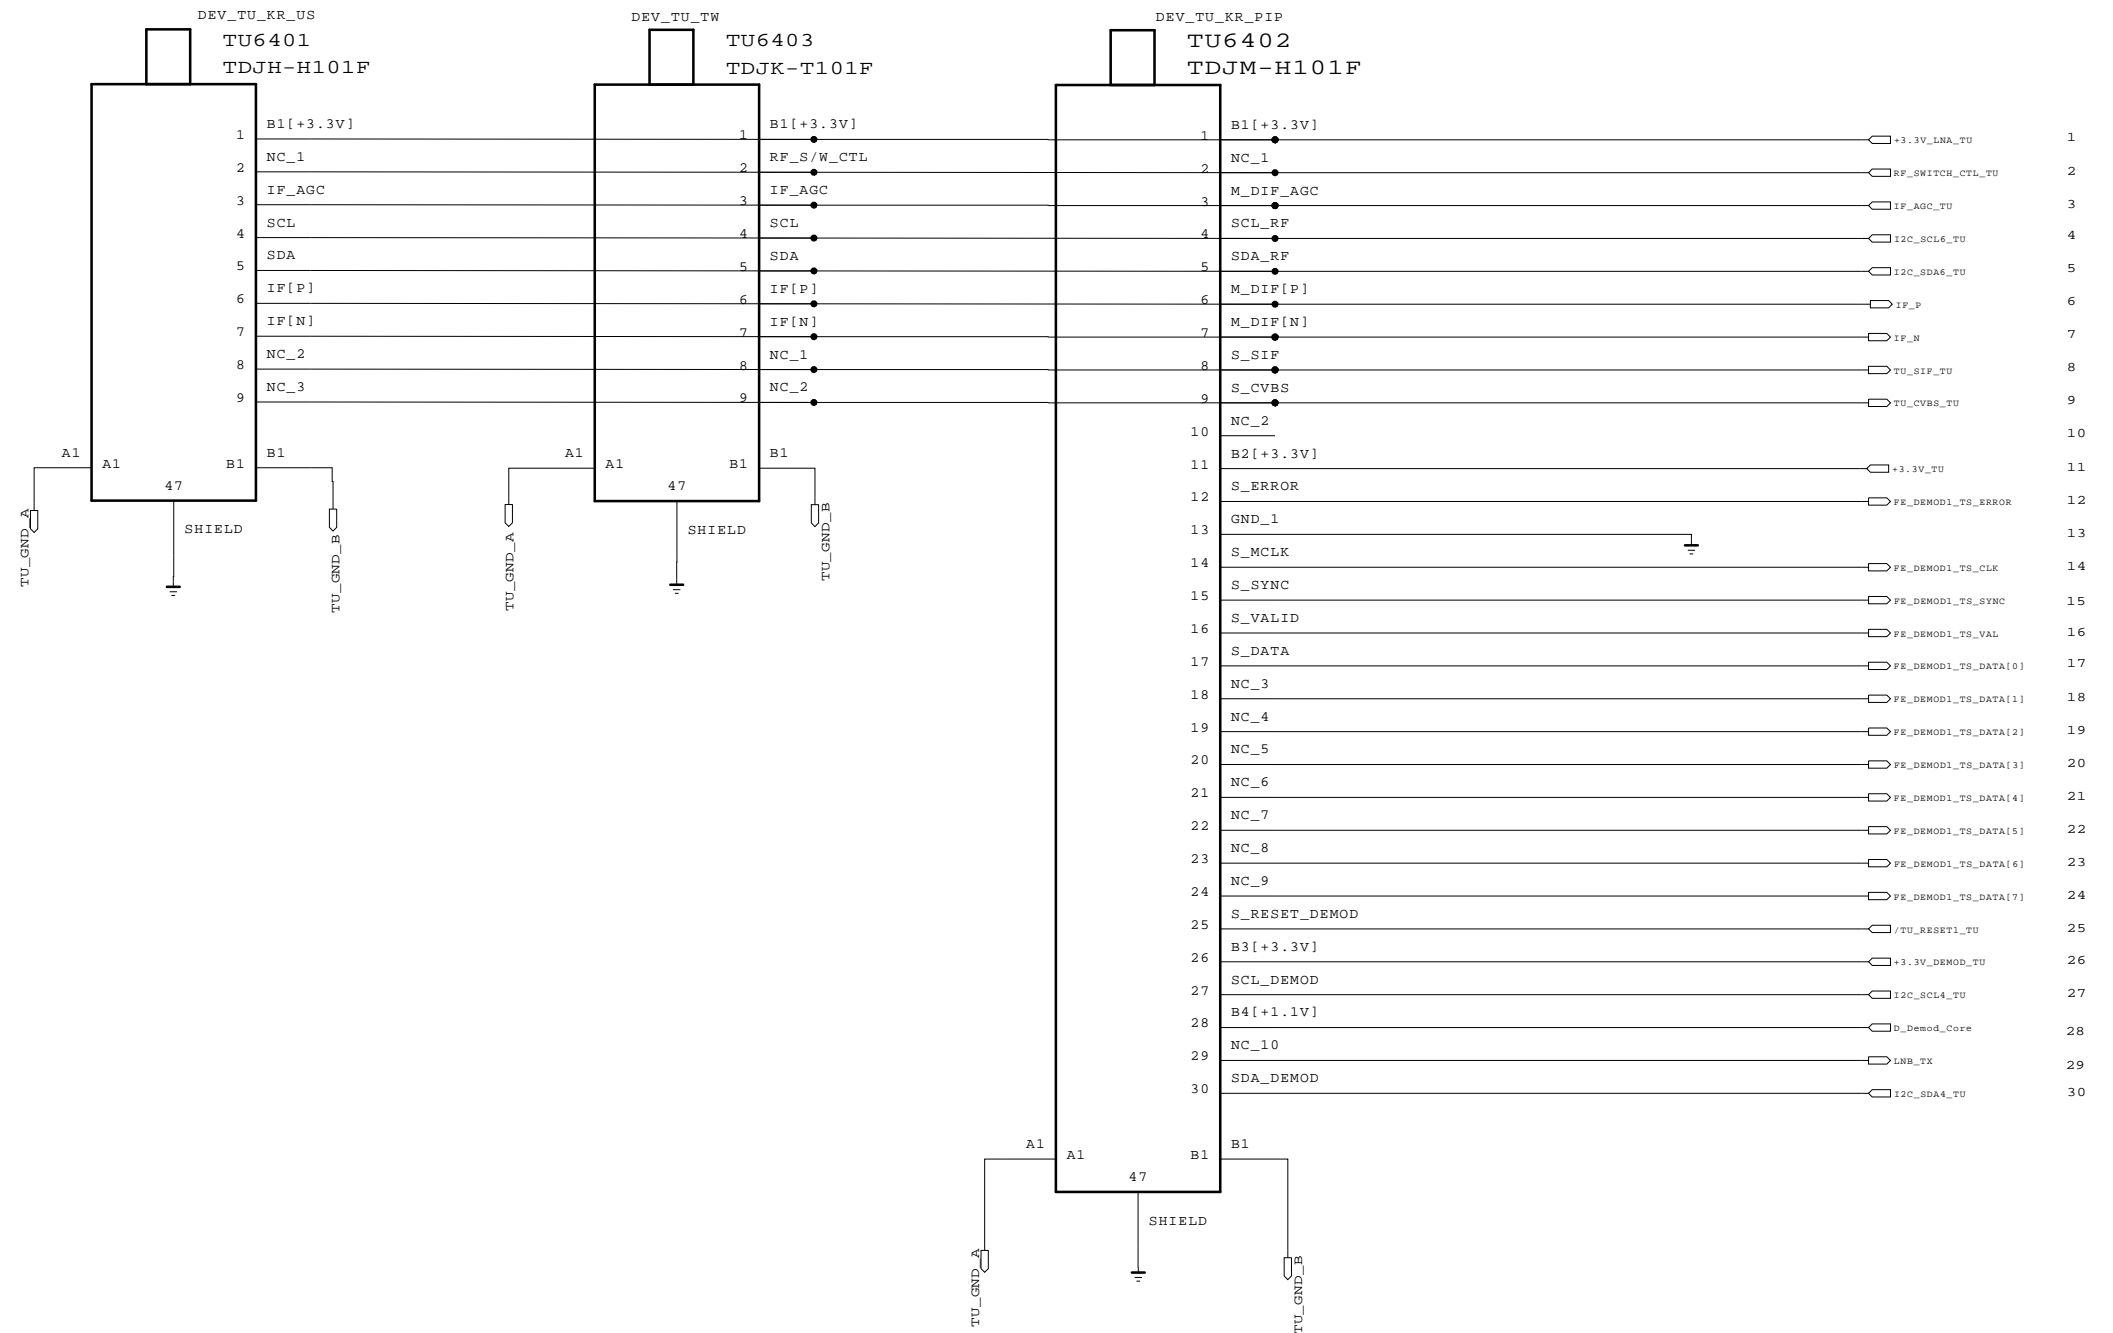 DEV_TU_KR_US
TU6401
TDJH-H101F
1 B1[+3.3V]
2 NC_1
3 IF_AGC
4 SCL
5 SDA
6 IF[P]
7 IF[N]
8 NC_2
9 NC_3
A1 A1 B1 B1
47
SHIELD
TU_GND_A
TU_GND_B
DEV_TU_TW
TU6403
TDJK-T101F
1 B1[+3.3V]
2 RF_S/W_CTL
3 IF_AGC
4 SCL
5 SDA
6 IF[P]
7 IF[N]
8 NC_1
9 NC_2
A1 A1 B1 B1
47
SHIELD
TU_GND_A
TU_GND_B
DEV_TU_KR_PIP
TU6402
TDJM-H101F
1 B1[+3.3V] +3.3V_LNA_TU 1
2 NC_1 RF_SWITCH_CTL_TU 2
3 M_DIF_AGC IF_AGC_TU 3
4 SCL_RF I2C_SCL6_TU 4
5 SDA_RF I2C_SDA6_TU 5
6 M_DIF[P] IF_P 6
7 M_DIF[N] IF_N 7
8 S_SIF TU_SIF_TU 8
9 S_CVBS TU_CVBS_TU 9
10 NC_2 10
11 B2[+3.3V] +3.3V_TU 11
12 S_ERROR FE_DEMOD1_TS_ERROR 12
13 GND_1 13
14 S_MCLK FE_DEMOD1_TS_CLK 14
15 S_SYNC FE_DEMOD1_TS_SYNC 15
16 S_VALID FE_DEMOD1_TS_VAL 16
17 S_DATA FE_DEMOD1_TS_DATA[0] 17
18 NC_3 FE_DEMOD1_TS_DATA[1] 18
19 NC_4 FE_DEMOD1_TS_DATA[2] 19
20 NC_5 FE_DEMOD1_TS_DATA[3] 20
21 NC_6 FE_DEMOD1_TS_DATA[4] 21
22 NC_7 FE_DEMOD1_TS_DATA[5] 22
23 NC_8 FE_DEMOD1_TS_DATA[6] 23
24 NC_9 FE_DEMOD1_TS_DATA[7] 24
25 S_RESET_DEMOD /TU_RESET1_TU 25
26 B3[+3.3V] +3.3V_DEMOD_TU 26
27 SCL_DEMOD I2C_SCL4_TU 27
28 B4[+1.1V] D_Demod_Core 28
29 NC_10 LNB_TX 29
30 SDA_DEMOD I2C_SDA4_TU 30
A1 A1 B1 B1
47
SHIELD
TU_GND_A
TU_GND_B